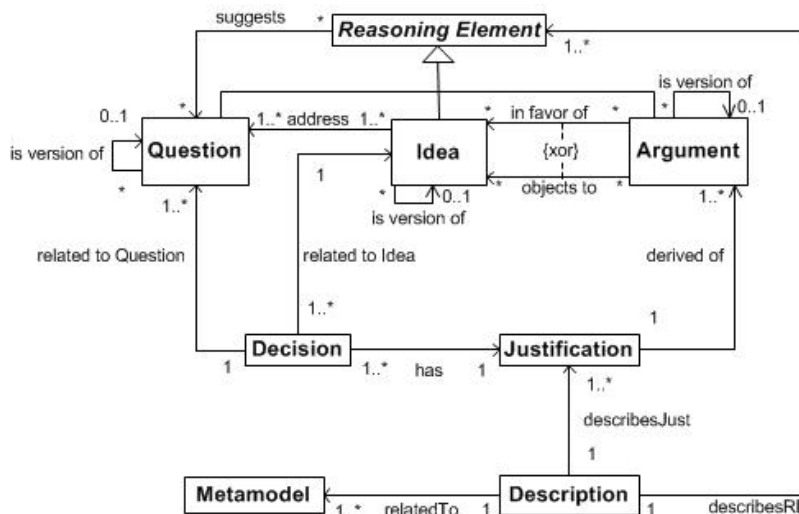 suggests
*
Reasoning Element
1..*
is version of
0..1
*
1..*
address
1..*
*
in favor of
*
*
0..1
is version of
Question
Idea
{xor}
Argument
*
1
*
0..1
*
objects to
*
1..*
1..*
is version of
related to Question
related to Idea
derived of
1..*
1
Decision
Justification
1
1..*
has
1
1..*
describesJust
1
Metamodel
Description
1..*
relatedTo
1
1
describesRE